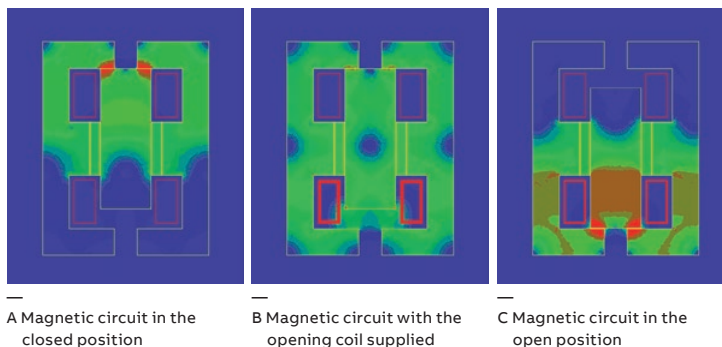 A Magnetic circuit in the
closed position
B Magnetic circuit with the
opening coil supplied
C Magnetic circuit in the
open position